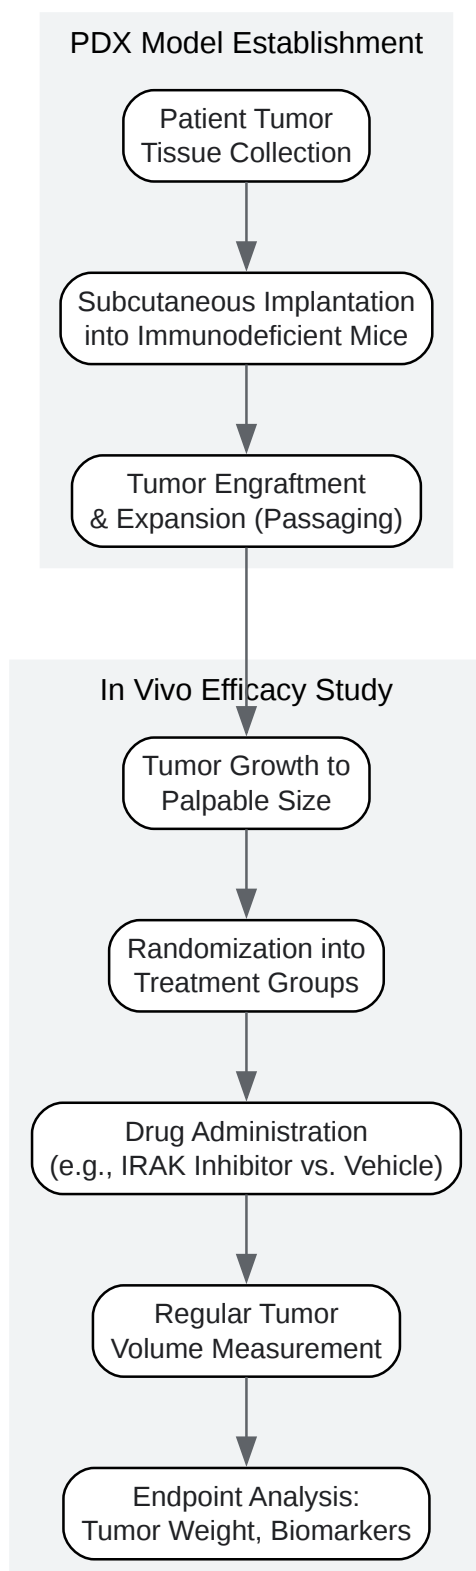 PDX Model Establishment
Patient Tumor
Tissue Collection
Subcutaneous Implantation
into Immunodeficient Mice
Tumor Engraftment
& Expansion (Passaging)
In Vivo Efficacy Study
Tumor Growth to
Palpable Size
Randomization into
Treatment Groups
Drug Administration
(e.g., IRAK Inhibitor vs. Vehicle)
Regular Tumor
Volume Measurement
Endpoint Analysis:
Tumor Weight, Biomarkers